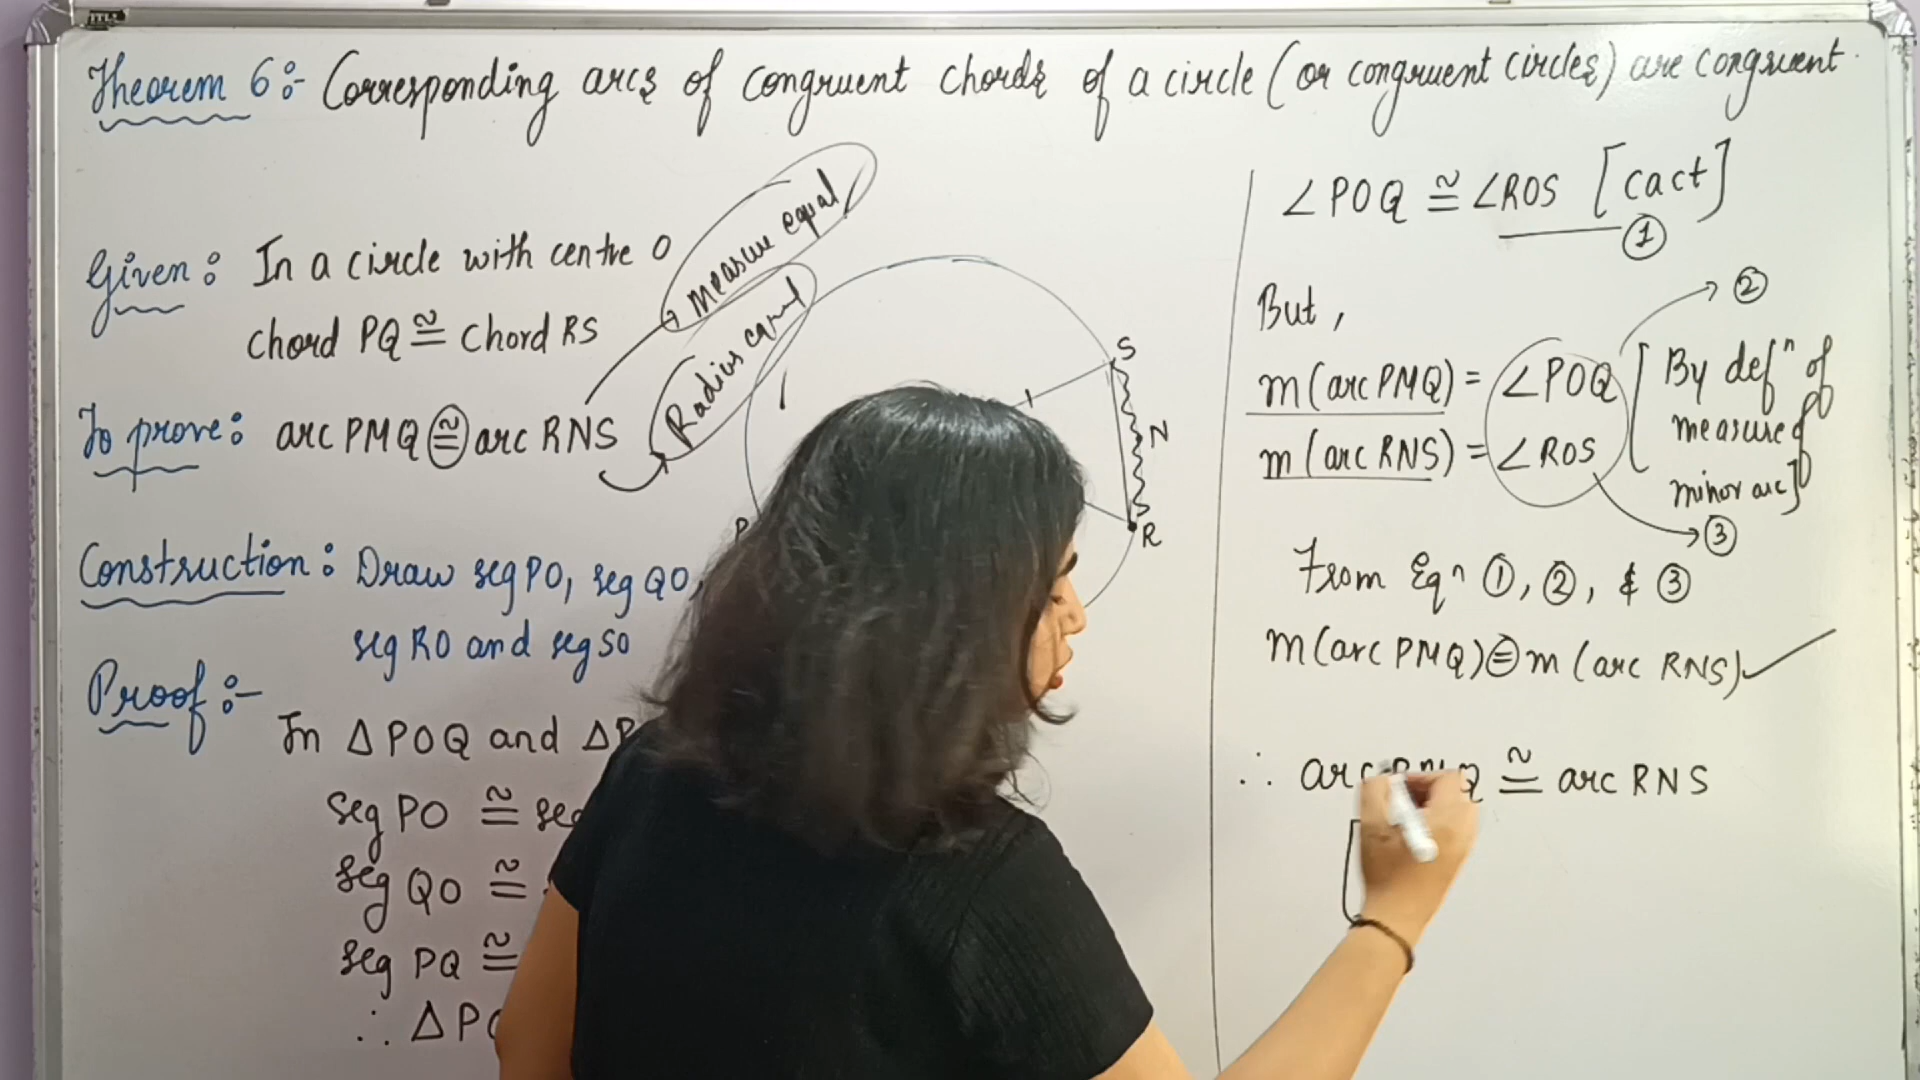 Theorem 6:- Corresponding arcs of congruent chords of a circle (or congruent circles) are congruent.
Given: In a circle with centre O
chord PQ ≅ chord RS
To prove: arc PMQ ≅ arc RNS
measure equal
Radius equal
Construction: Draw seg PO, seg QO,
seg RO and seg SO
Proof:-
In △ POQ and △
seg PO ≅
seg QO ≅
seg PQ ≅
∴ △
S
N
R
P
∠POQ ≅ ∠ROS [cact]
①
But,
②
m(arc PMQ) = ∠POQ [By defⁿ of
m(arc RNS) = ∠ROS measure of
minor arc]
③
From Eqⁿ ①, ②, & ③
m(arc PMQ) = m(arc RNS)
∴ arc PMQ ≅ arc RNS